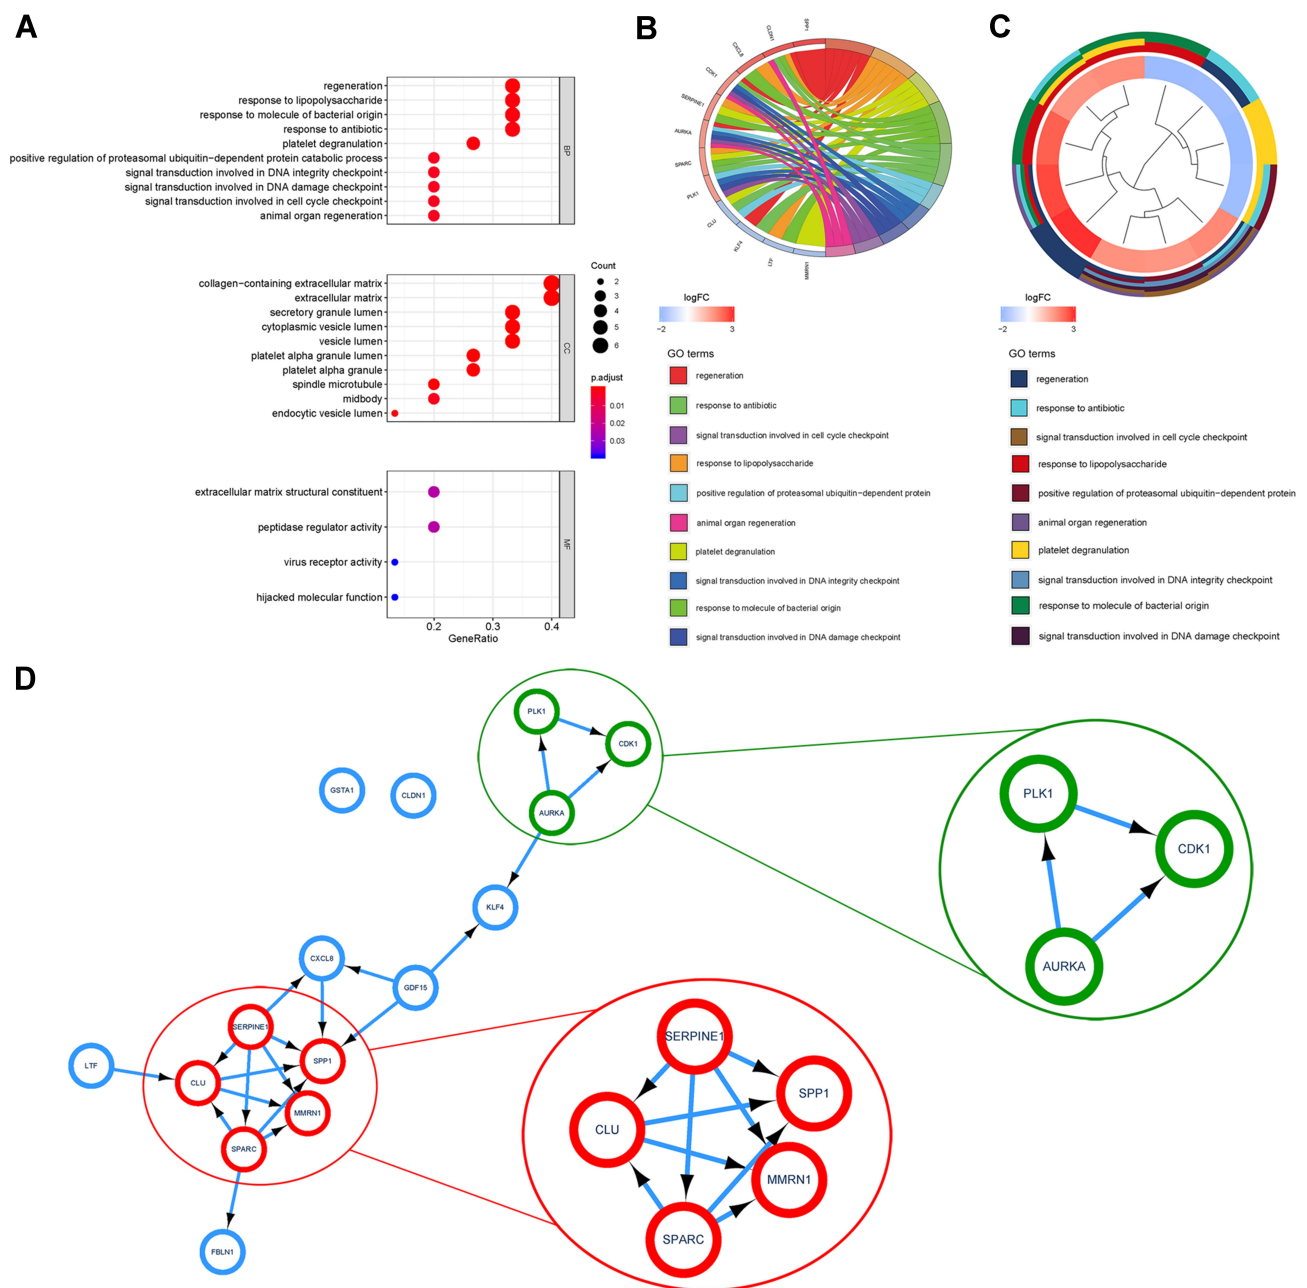 A
regeneration
response to lipopolysaccharide
response to molecule of bacterial origin
response to antibiotic
platelet degranulation
positive regulation of proteasomal ubiquitin−dependent protein catabolic process
signal transduction involved in DNA integrity checkpoint
signal transduction involved in DNA damage checkpoint
signal transduction involved in cell cycle checkpoint
animal organ regeneration
BP
collagen−containing extracellular matrix
extracellular matrix
secretory granule lumen
cytoplasmic vesicle lumen
vesicle lumen
platelet alpha granule lumen
platelet alpha granule
spindle microtubule
midbody
endocytic vesicle lumen
CC
extracellular matrix structural constituent
peptidase regulator activity
virus receptor activity
hijacked molecular function
MF
0.2 0.3 0.4
GeneRatio
Count
2
3
4
5
6
p.adjust
0.01
0.02
0.03
B
SPP1
CLDN1
CXCL8
CDK1
SERPINE1
AURKA
SPARC
PLK1
CLU
KLF4
LTF
MMRN1
logFC
−2 3
GO terms
regeneration
response to antibiotic
signal transduction involved in cell cycle checkpoint
response to lipopolysaccharide
positive regulation of proteasomal ubiquitin−dependent protein
animal organ regeneration
platelet degranulation
signal transduction involved in DNA integrity checkpoint
response to molecule of bacterial origin
signal transduction involved in DNA damage checkpoint
C
logFC
−2 3
GO terms
regeneration
response to antibiotic
signal transduction involved in cell cycle checkpoint
response to lipopolysaccharide
positive regulation of proteasomal ubiquitin−dependent protein
animal organ regeneration
platelet degranulation
signal transduction involved in DNA integrity checkpoint
response to molecule of bacterial origin
signal transduction involved in DNA damage checkpoint
D
PLK1
CDK1
AURKA
GSTA1
CLDN1
KLF4
CXCL8
GDF15
SERPINE1
SPP1
LTF
CLU
MMRN1
SPARC
FBLN1
PLK1
CDK1
AURKA
SERPINE1
SPP1
CLU
MMRN1
SPARC